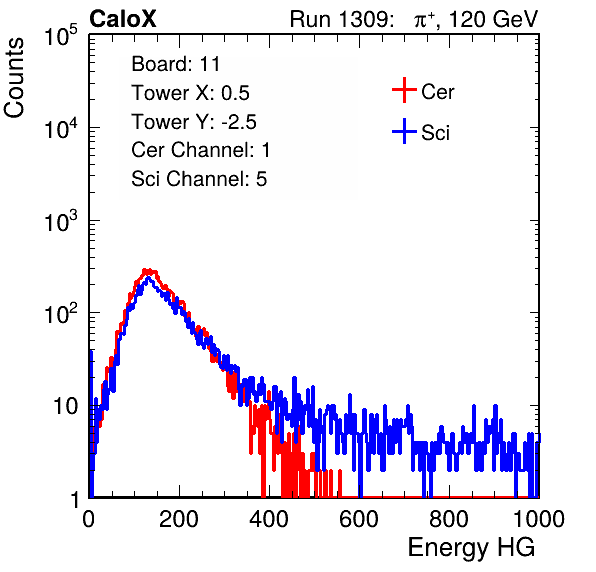 CaloX Run 1309: π⁺, 120 GeV
Counts
10⁵
10⁴
10³
10²
10
1
Board: 11
Tower X: 0.5
Tower Y: -2.5
Cer Channel: 1
Sci Channel: 5
Cer
Sci
0 200 400 600 800 1000
Energy HG